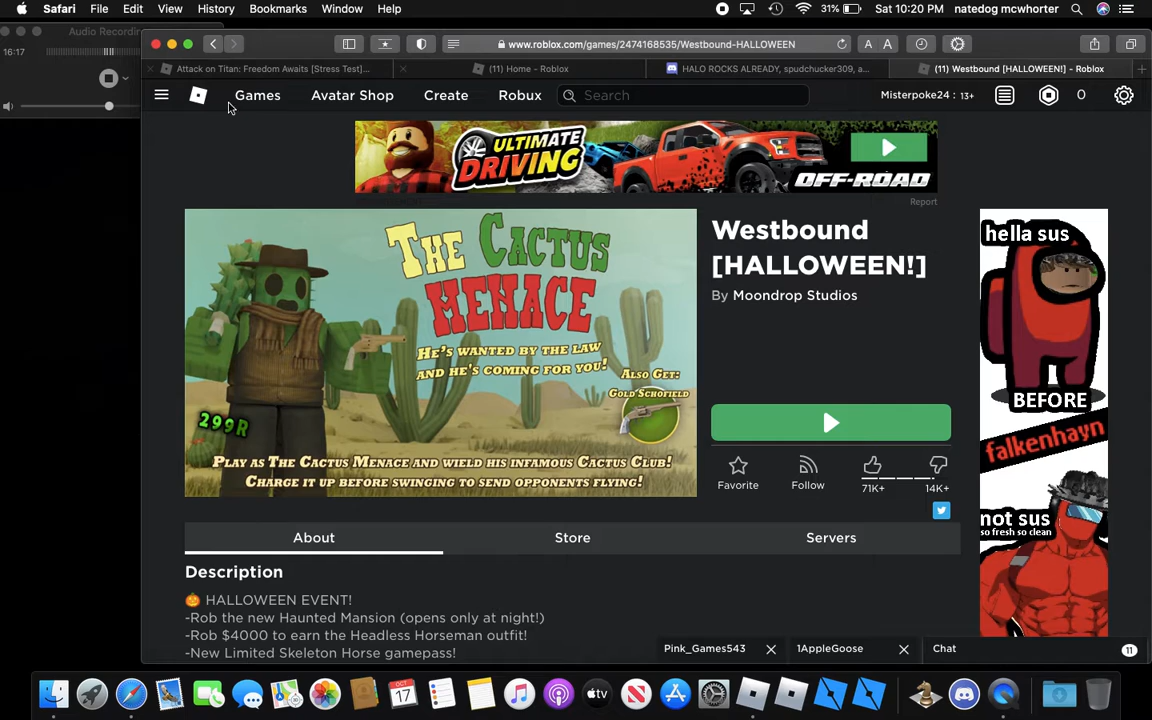 Safari File Edit View History Bookmarks Window Help
31% Sat 10:20 PM natedog mcwhorter
Audio Recordin
16:17
www.roblox.com/games/2474168535/Westbound-HALLOWEEN
A A
Attack on Titan: Freedom Awaits [Stress Test]...
(11) Home - Roblox
HALO ROCKS ALREADY, spudchucker309, a...
(11) Westbound [HALLOWEEN!] - Roblox
Games Avatar Shop Create Robux Search
Misterpoke24 : 13+
0
ULTIMATE
DRIVING
OFF-ROAD
Report
THE CACTUS
MENACE
HE'S WANTED BY THE LAW
AND HE'S COMING FOR YOU!
ALSO GET:
GOLD SCHOFIELD
299R
PLAY AS THE CACTUS MENACE AND WIELD HIS INFAMOUS CACTUS CLUB!
CHARGE IT UP BEFORE SWINGING TO SEND OPPONENTS FLYING!
Westbound
[HALLOWEEN!]
By Moondrop Studios
Favorite Follow 71K+ 14K+
hella sus
BEFORE
falkenhayn
not sus
so fresh so clean
About Store Servers
Description
🎃 HALLOWEEN EVENT!
-Rob the new Haunted Mansion (opens only at night!)
-Rob $4000 to earn the Headless Horseman outfit!
-New Limited Skeleton Horse gamepass!
Pink_Games543 1AppleGoose Chat 11
OCT
17
tv